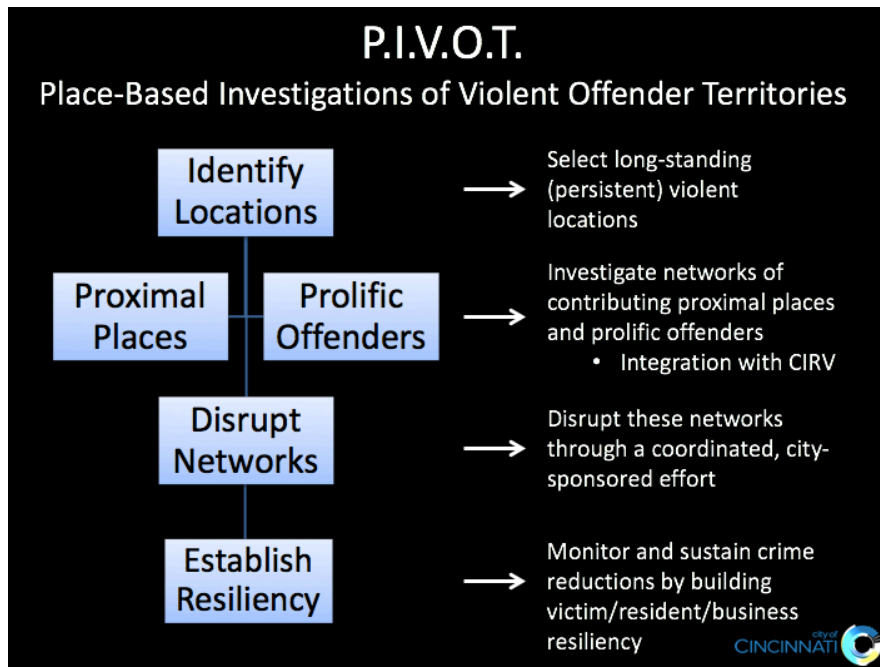 P.I.V.O.T.
Place-Based Investigations of Violent Offender Territories
Identify
Locations
Select long-standing
(persistent) violent
locations
Proximal
Places
Prolific
Offenders
Investigate networks of
contributing proximal places
and prolific offenders
• Integration with CIRV
Disrupt
Networks
Disrupt these networks
through a coordinated, city-
sponsored effort
Establish
Resiliency
Monitor and sustain crime
reductions by building
victim/resident/business
resiliency
city of
CINCINNATI